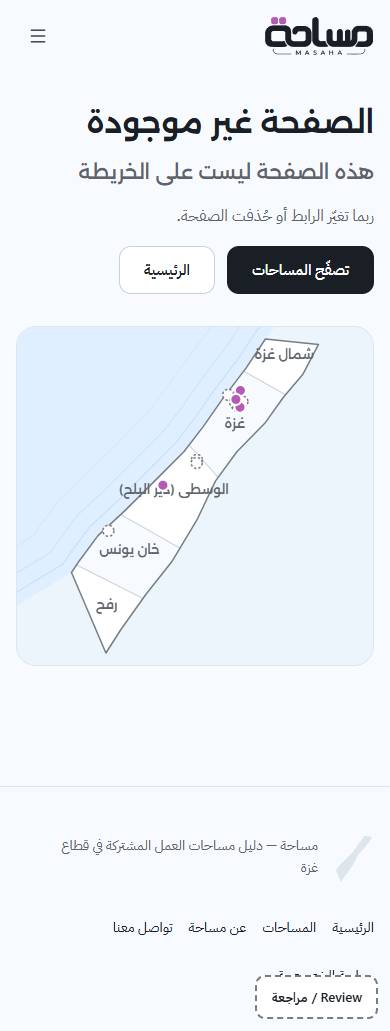 مساحة
MASAHA
الصفحة غير موجودة
هذه الصفحة ليست على الخريطة
ربما تغيّر الرابط أو حُذفت الصفحة.
تصفّح المساحات
الرئيسية
شمال غزة
غزة
الوسطى (دير البلح)
خان يونس
رفح
مساحة — دليل مساحات العمل المشتركة في قطاع
غزة
الرئيسية المساحات عن مساحة تواصل معنا
مراجعة / Review